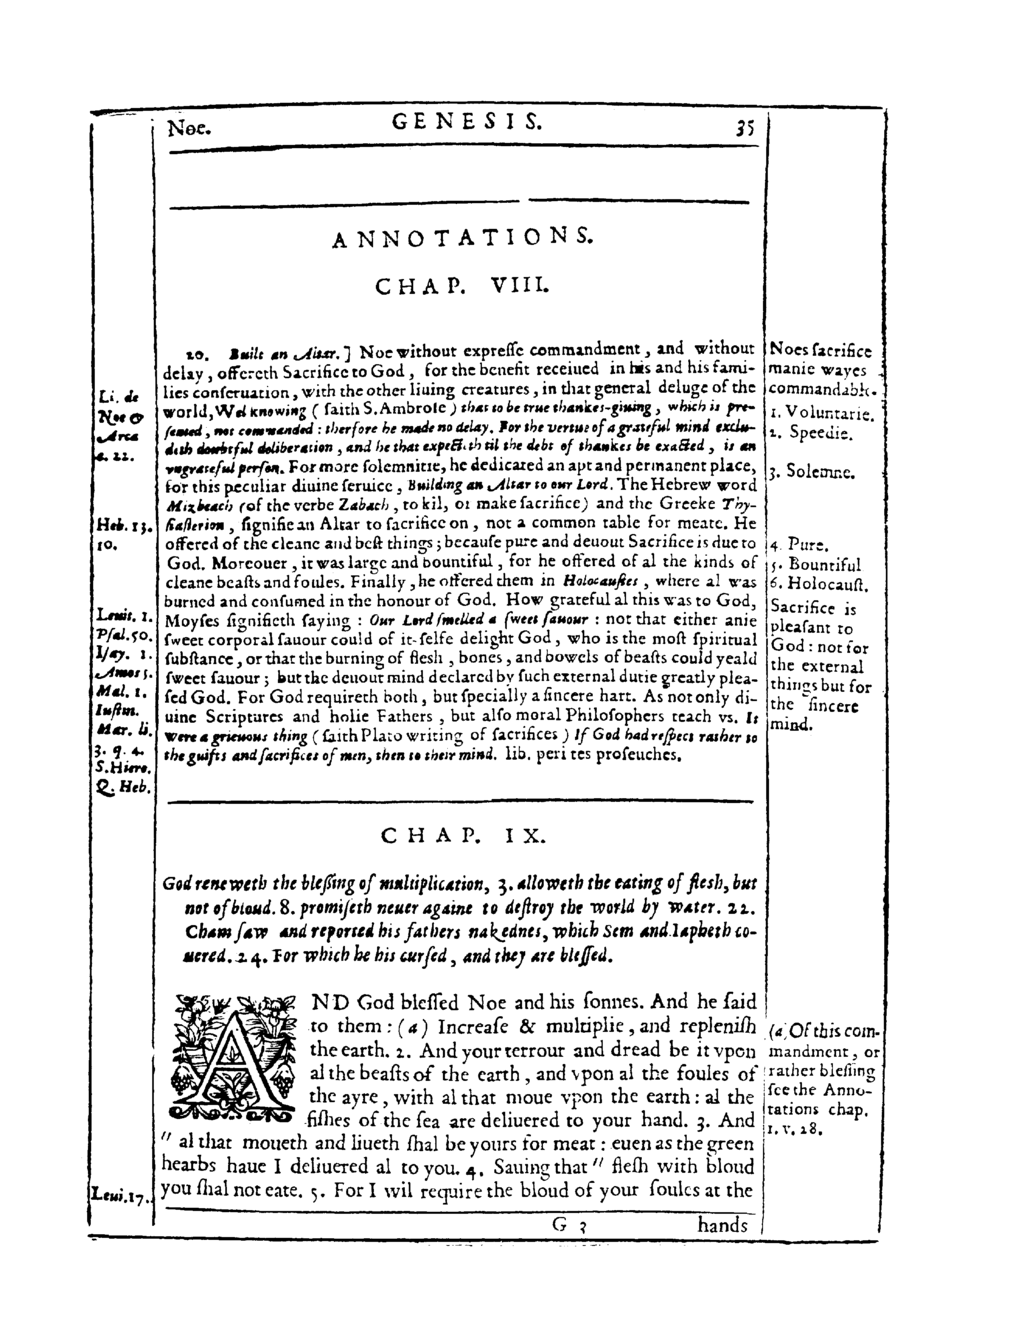 Noe.
GENESIS.
35
ANNOTATIONS.
CHAP. VIII.
20. Built an Altar.] Noe without expreſſe commandment, and without
delay, offereth Sacrifice to God, for the benefit receiued in his and his fami-
lies conſeruation, with the other liuing creatures, in that general deluge of the
world, Wel knowing (ſaith S. Ambroſe) that to be true thankes-giuing, which is pre-
ſented, not commanded: therfore he made no delay. For the vertue of a grateful mind exclu-
deth doubtful deliberation, and he that expecteth til the debt of thankes be exacted, is an
vngrateful perſon. For more ſolemnitie, he dedicated an apt and permanent place,
for this peculiar diuine ſeruice, Building an Altar to our Lord. The Hebrew word
Mizbeach (of the verbe Zabach, to kil, or make ſacrifice) and the Greeke Thy-
ſiaſterion, ſignifie an Altar to ſacrifice on, not a common table for meate. He
offered of the cleane and beſt things; becauſe pure and deuout Sacrifice is due to
God. Moreouer, it was large and bountiful, for he offered of al the kinds of
cleane beaſts and foules. Finally, he offered them in Holocauſtes, where al was
burned and conſumed in the honour of God. How grateful al this was to God,
Moyſes ſignifieth ſaying: Our Lord ſmelled a ſweet ſauour: not that either anie
ſweet corporal ſauour could of it-ſelfe delight God, who is the moſt ſpiritual
ſubſtance, or that the burning of fleſh, bones, and bowels of beaſts could yeald
ſweet ſauour; but the deuout mind declared by ſuch external dutie greatly plea-
ſed God. For God requireth both, but ſpecially a ſincere hart. As not only di-
uine Scriptures and holie Fathers, but alſo moral Philoſophers teach vs. It
were a grieuous thing (ſaith Plato writing of ſacrifices) If God had reſpect rather to
the guifts and ſacrifices of men, then to their mind. lib. peri tes proſeuches.
Li. de
Noe &
Arca
c. 22.
Heb. 13.
10.
Leuit. 1.
Pſal. 50.
Iſay. 1.
Amos 5.
Mal. 1.
Iuſtin.
Mar. li.
3. q. 4.
S. Hiero.
Q. Heb.
Noes ſacrifice
manie wayes
commandable.
1. Voluntarie.
2. Speedie.
3. Solemne.
4. Pure.
5. Bountiful
6. Holocauſt.
Sacrifice is
pleaſant to
God: not for
the external
things but for
the ſincere
mind.
CHAP. IX.
God reneweth the bleſſing of multiplication, 3. alloweth the eating of fleſh, but
not of bloud. 8. promiſeth neuer againe to deſtroy the world by water. 22.
Cham ſaw and reported his fathers nakednes, which Sem and Iapheth co-
uered. 24. For which he his curſed, and they are bleſſed.
AND God bleſſed Noe and his ſonnes. And he ſaid
to them: (a) Increaſe & multiplie, and repleniſh
the earth. 2. And your terrour and dread be it vpon
al the beaſts of the earth, and vpon al the foules of
the ayre, with al that moue vpon the earth: al the
fiſhes of the ſea are deliuered to your hand. 3. And
" al that moueth and liueth ſhal be yours for meat: euen as the green
hearbs haue I deliuered al to you. 4. Sauing that " fleſh with bloud
you ſhal not eate. 5. For I wil require the bloud of your ſoules at the
(a) Of this com-
mandment, or
rather bleſſing
ſee the Anno-
tations chap.
1. v. 28.
Leui. 17.
G 3
hands